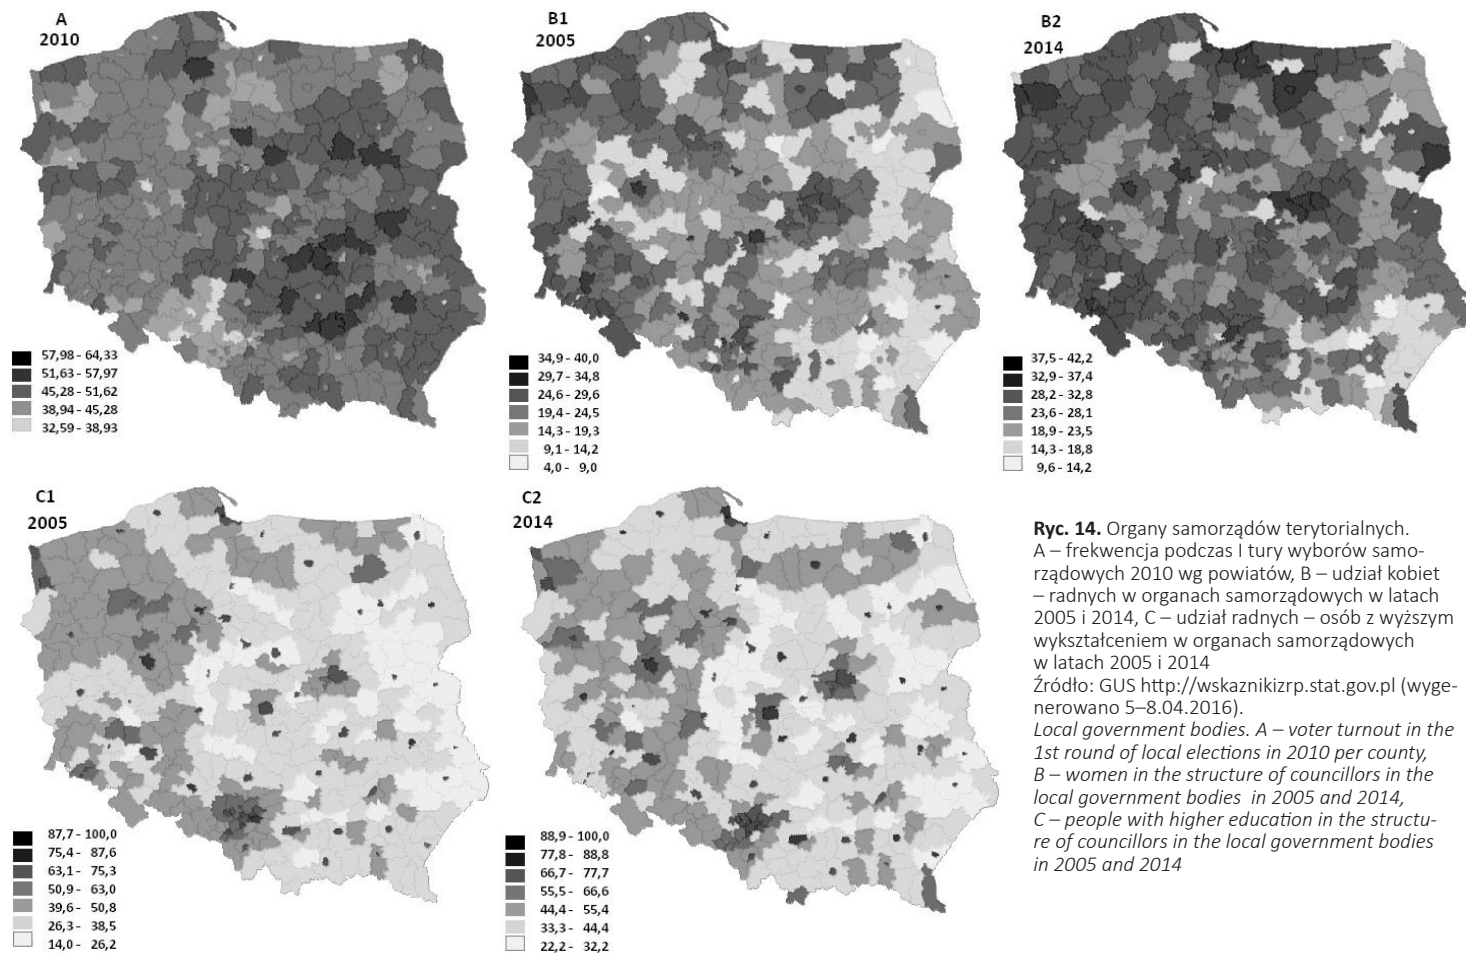 A
2010
57,98 - 64,33
51,63 - 57,97
45,28 - 51,62
38,94 - 45,28
32,59 - 38,93
B1
2005
34,9 - 40,0
29,7 - 34,8
24,6 - 29,6
19,4 - 24,5
14,3 - 19,3
9,1 - 14,2
4,0 - 9,0
B2
2014
37,5 - 42,2
32,9 - 37,4
28,2 - 32,8
23,6 - 28,1
18,9 - 23,5
14,3 - 18,8
9,6 - 14,2
C1
2005
87,7 - 100,0
75,4 - 87,6
63,1 - 75,3
50,9 - 63,0
39,6 - 50,8
26,3 - 38,5
14,0 - 26,2
C2
2014
88,9 - 100,0
77,8 - 88,8
66,7 - 77,7
55,5 - 66,6
44,4 - 55,4
33,3 - 44,4
22,2 - 32,2
Ryc. 14. Organy samorządów terytorialnych.
A – frekwencja podczas I tury wyborów samo-
rządowych 2010 wg powiatów, B – udział kobiet
– radnych w organach samorządowych w latach
2005 i 2014, C – udział radnych – osób z wyższym
wykształceniem w organach samorządowych
w latach 2005 i 2014
Źródło: GUS http://wskaznikizrp.stat.gov.pl (wyge-
nerowano 5–8.04.2016).
Local government bodies. A – voter turnout in the
1st round of local elections in 2010 per county,
B – women in the structure of councillors in the
local government bodies in 2005 and 2014,
C – people with higher education in the structu-
re of councillors in the local government bodies
in 2005 and 2014